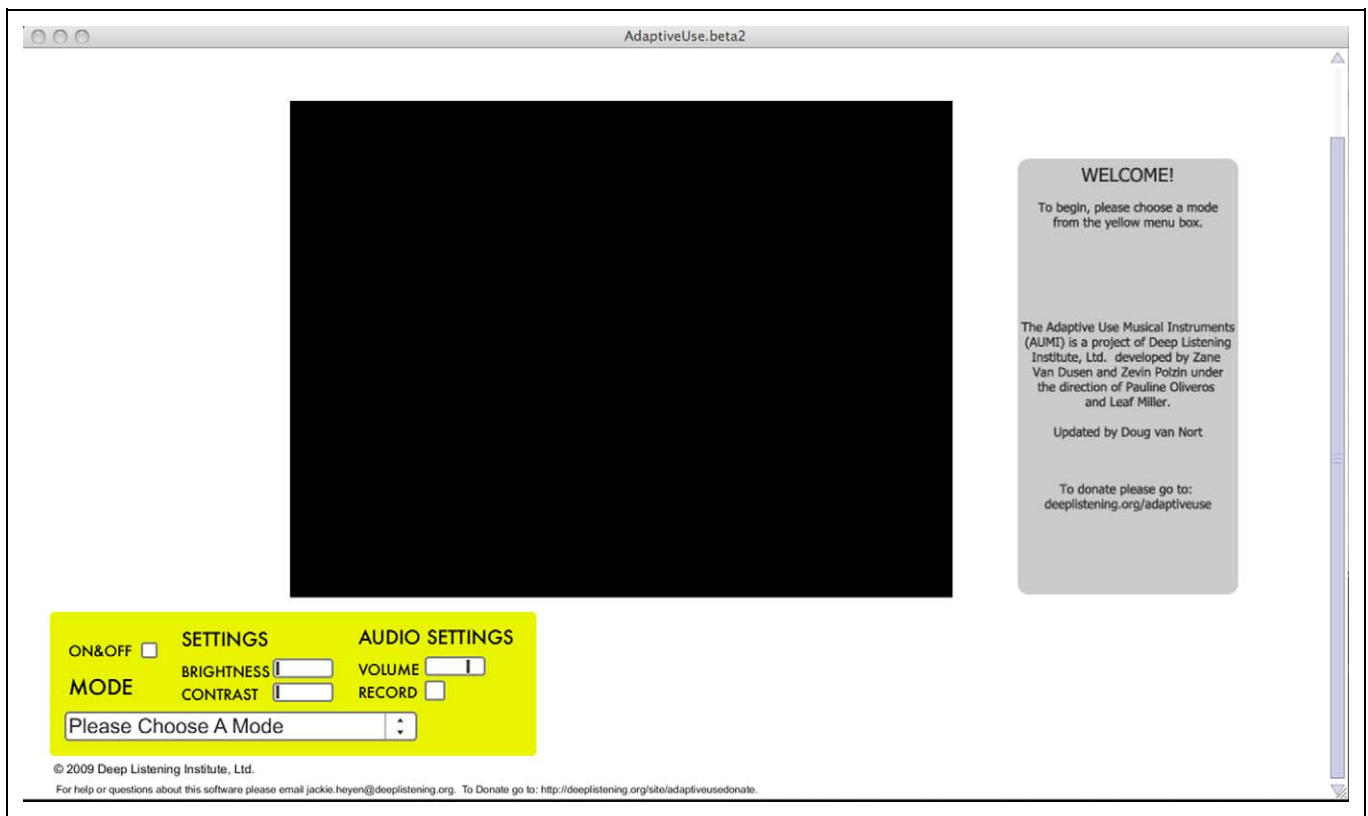 AdaptiveUse.beta2
WELCOME!
To begin, please choose a mode
from the yellow menu box.
The Adaptive Use Musical Instruments
(AUMI) is a project of Deep Listening
Institute, Ltd. developed by Zane
Van Dusen and Zevin Polzin under
the direction of Pauline Oliveros
and Leaf Miller.
Updated by Doug van Nort
To donate please go to:
deeplistening.org/adaptiveuse
ON&OFF
SETTINGS
AUDIO SETTINGS
BRIGHTNESS
VOLUME
MODE
CONTRAST
RECORD
Please Choose A Mode
© 2009 Deep Listening Institute, Ltd.
For help or questions about this software please email jackie.heyen@deeplistening.org. To Donate go to: http://deeplistening.org/site/adaptiveusedonate.